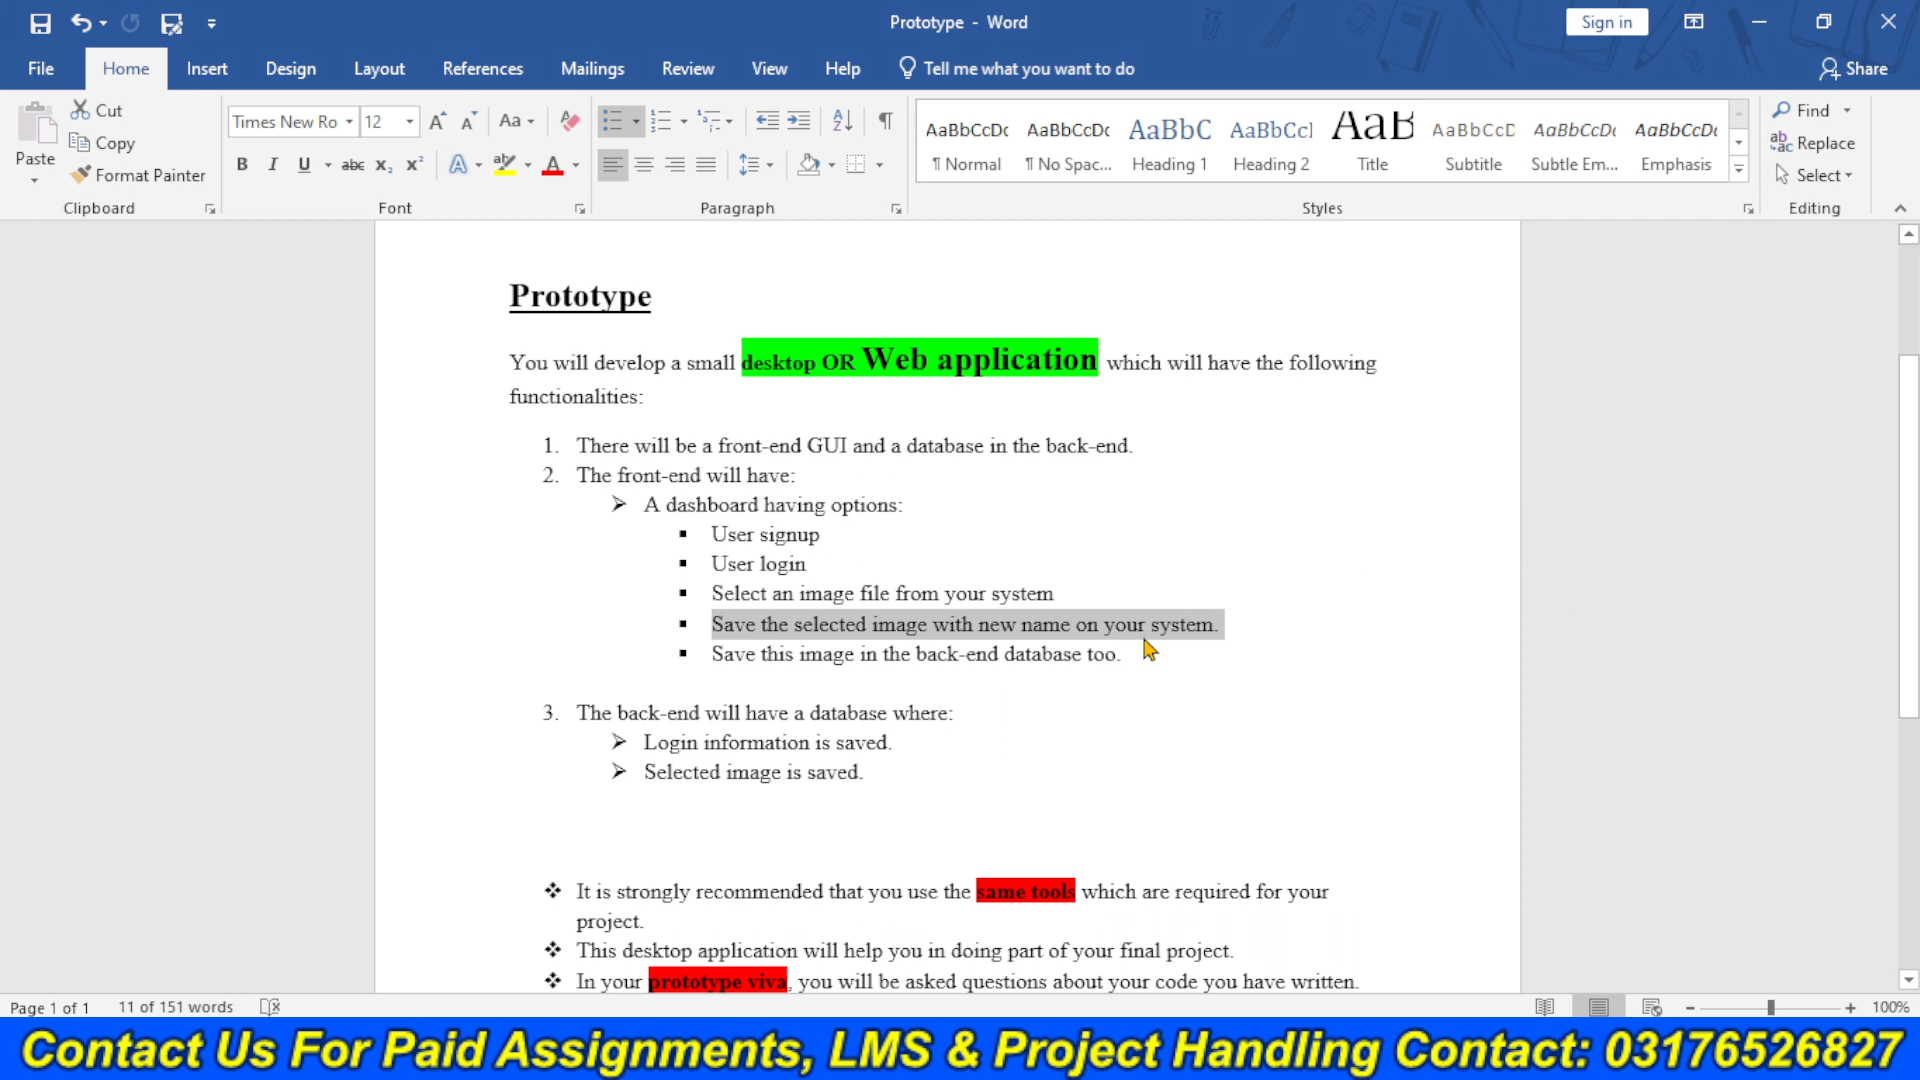 Prototype - Word
Sign in
File Home Insert Design Layout References Mailings Review View Help Tell me what you want to do Share
Paste
Cut
Copy
Format Painter
Clipboard
Times New Ro 12
Font
Paragraph
AaBbCcDc AaBbCcDc AaBbC AaBbCcl AaB AaBbCcD AaBbCcDc AaBbCcDc
¶ Normal ¶ No Spac... Heading 1 Heading 2 Title Subtitle Subtle Em... Emphasis
Styles
Find
Replace
Select
Editing
Prototype
You will develop a small desktop OR Web application which will have the following
functionalities:
1. There will be a front-end GUI and a database in the back-end.
2. The front-end will have:
➢ A dashboard having options:
▪ User signup
▪ User login
▪ Select an image file from your system
▪ Save the selected image with new name on your system.
▪ Save this image in the back-end database too.
3. The back-end will have a database where:
➢ Login information is saved.
➢ Selected image is saved.
❖ It is strongly recommended that you use the same tools which are required for your
project.
❖ This desktop application will help you in doing part of your final project.
❖ In your prototype viva, you will be asked questions about your code you have written.
Page 1 of 1 11 of 151 words 100%
Contact Us For Paid Assignments, LMS & Project Handling Contact: 03176526827